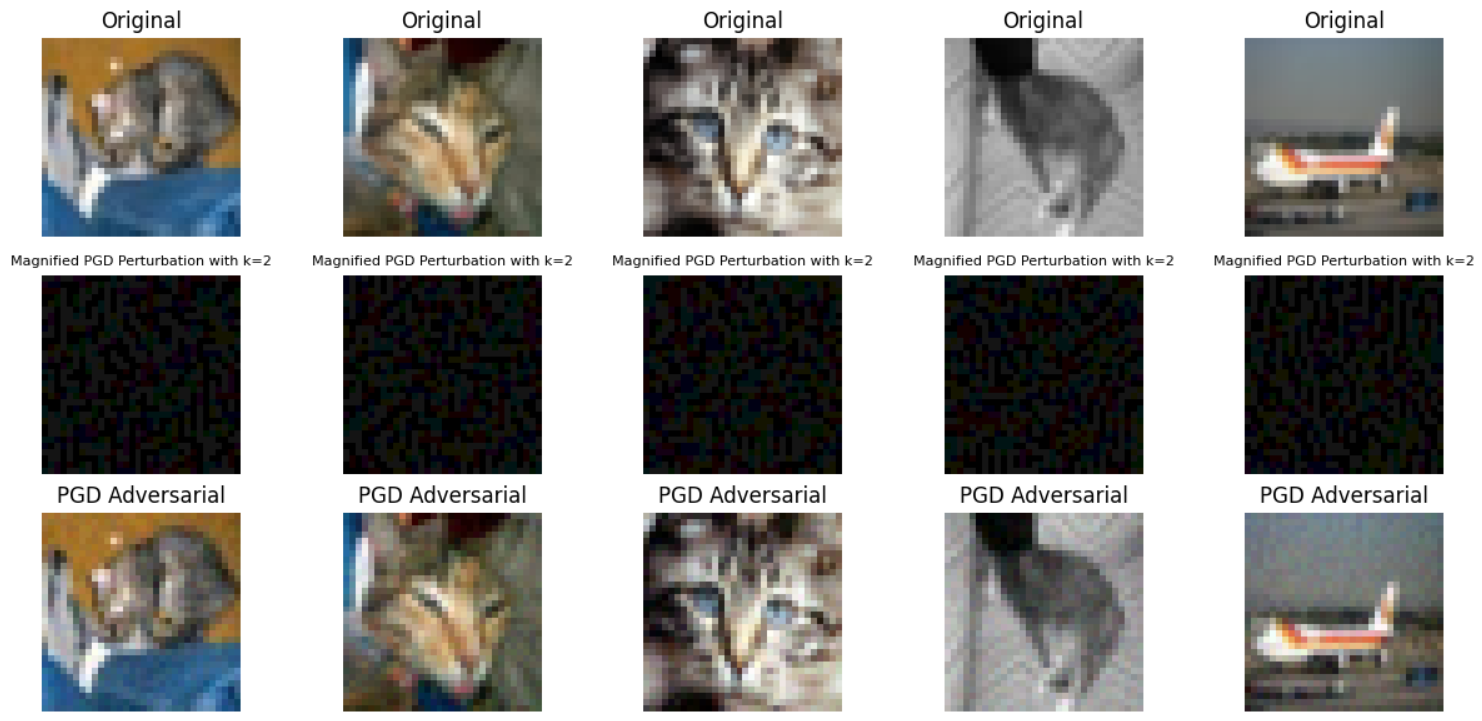 Original Original Original Original Original
Magnified PGD Perturbation with k=2 Magnified PGD Perturbation with k=2 Magnified PGD Perturbation with k=2 Magnified PGD Perturbation with k=2 Magnified PGD Perturbation with k=2
PGD Adversarial PGD Adversarial PGD Adversarial PGD Adversarial PGD Adversarial